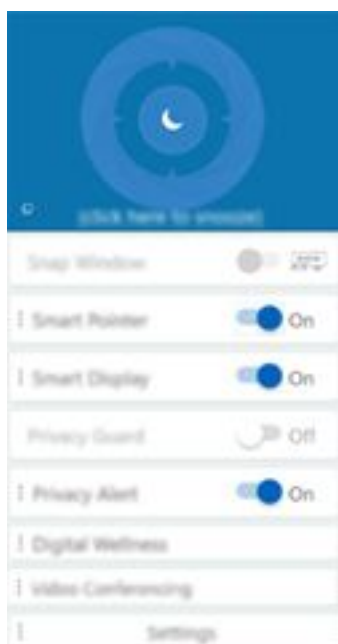 (click here to snooze)
Snap Window
Smart Pointer On
Smart Display On
Privacy Guard Off
Privacy Alert On
Digital Wellness
Video Conferencing
Settings